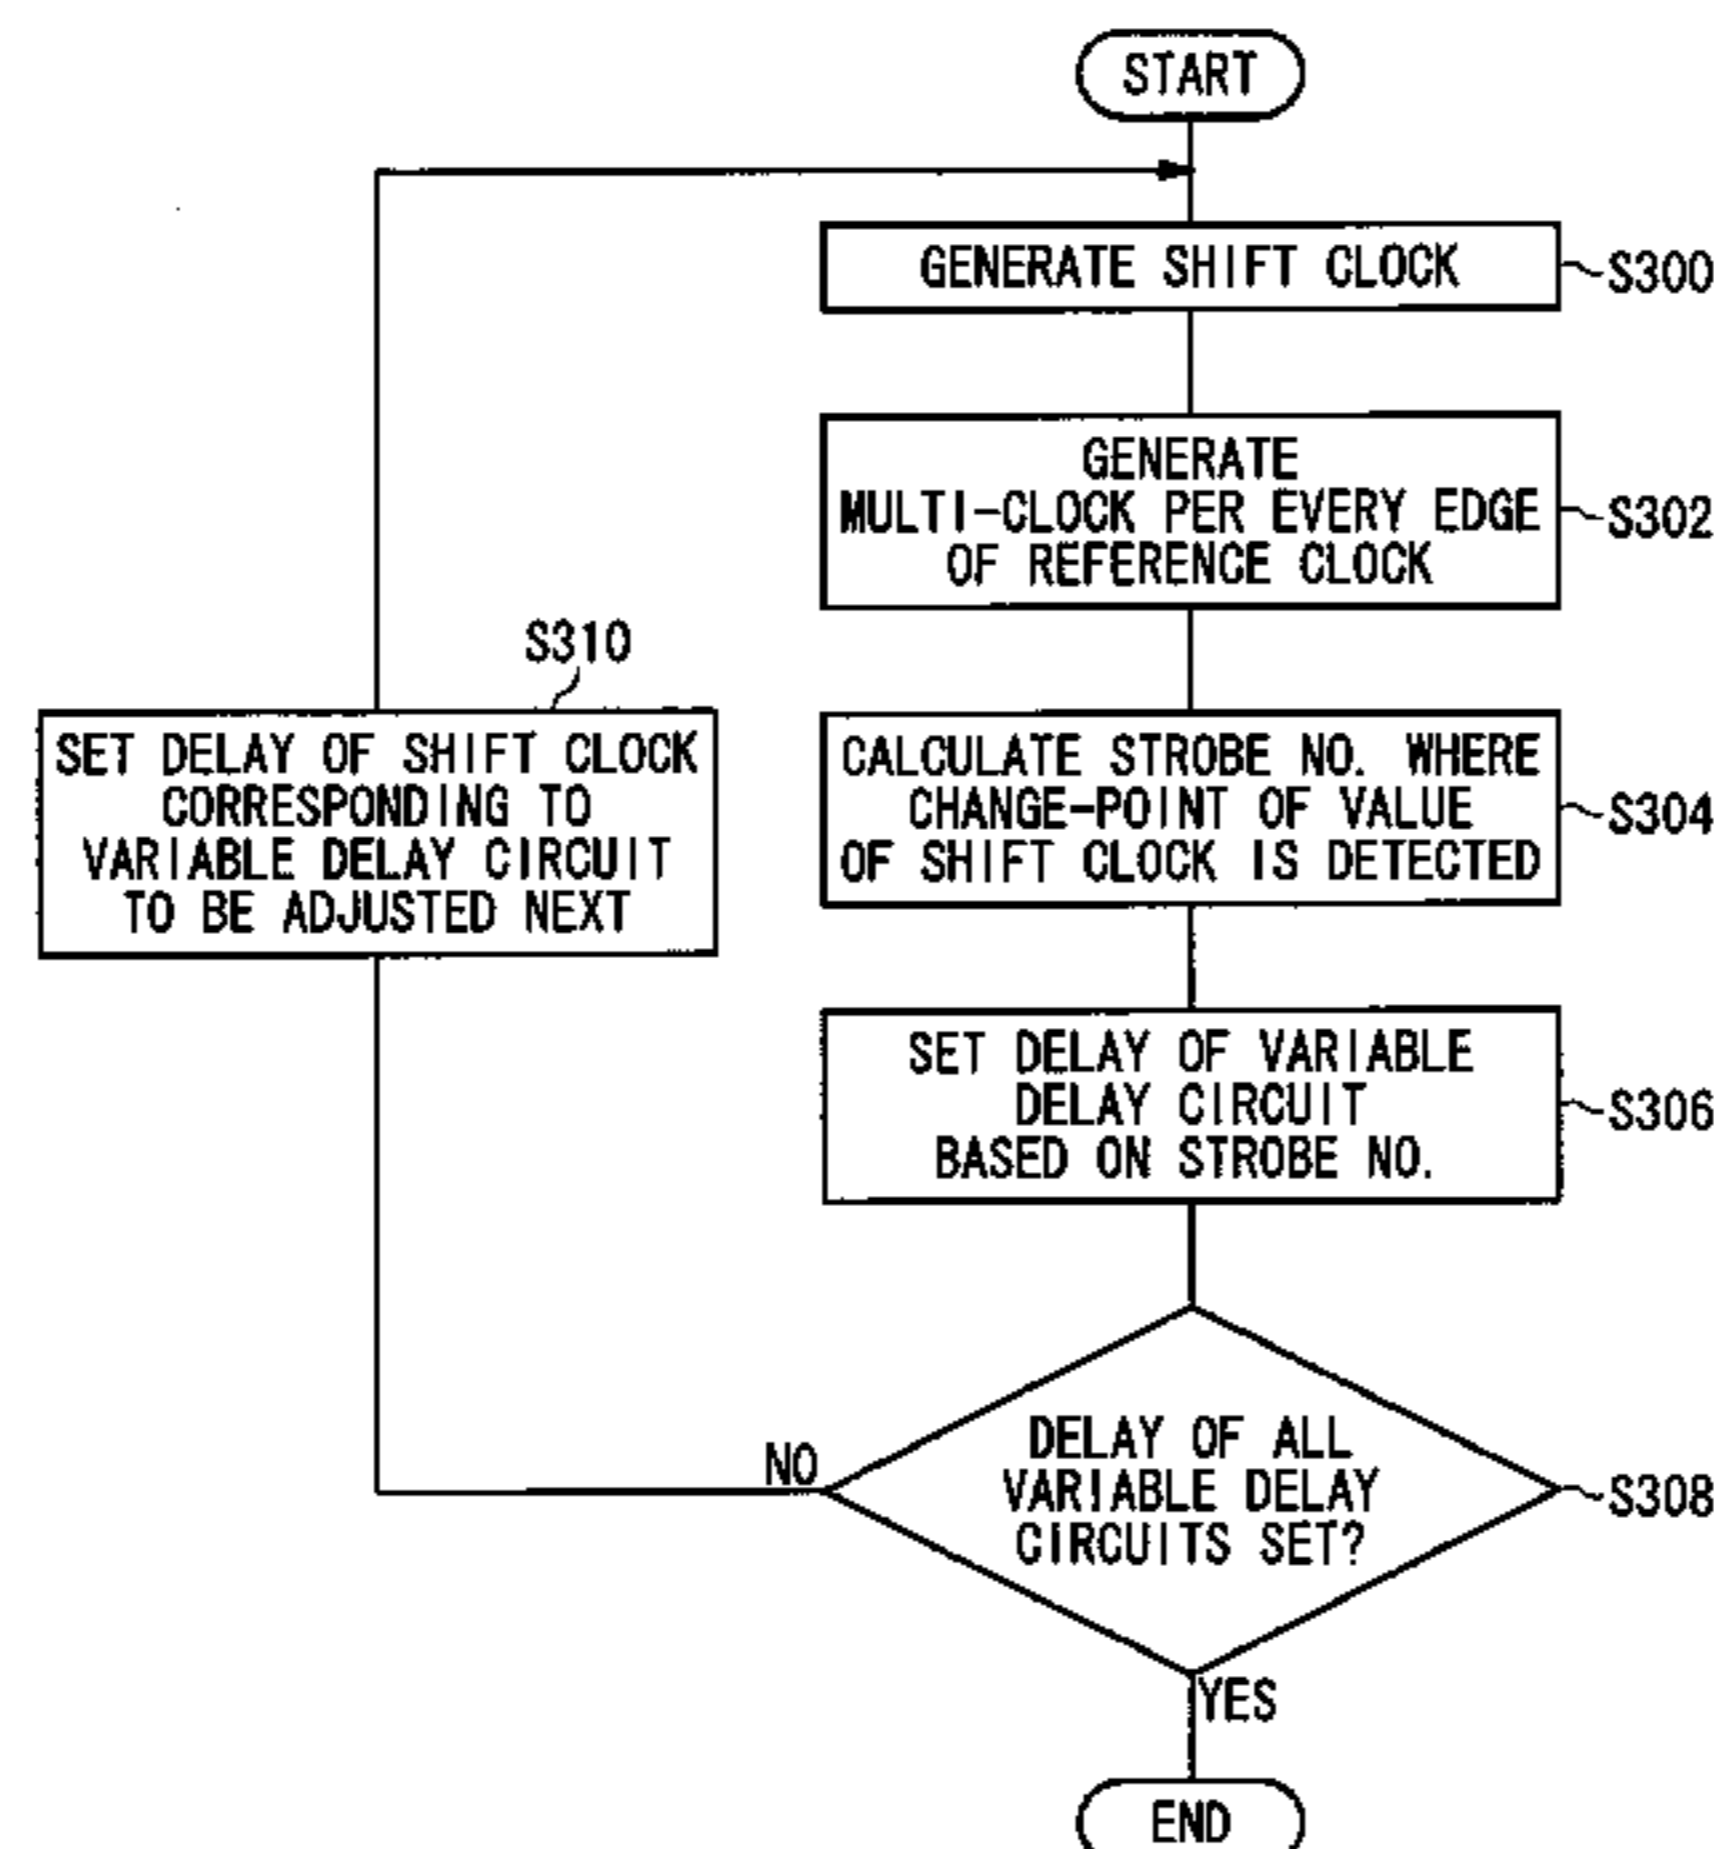 START
GENERATE SHIFT CLOCK
S300
GENERATE
MULTI-CLOCK PER EVERY EDGE
OF REFERENCE CLOCK
S302
S310
SET DELAY OF SHIFT CLOCK
CORRESPONDING TO
VARIABLE DELAY CIRCUIT
TO BE ADJUSTED NEXT
CALCULATE STROBE NO. WHERE
CHANGE-POINT OF VALUE
OF SHIFT CLOCK IS DETECTED
S304
SET DELAY OF VARIABLE
DELAY CIRCUIT
BASED ON STROBE NO.
S306
NO
DELAY OF ALL
VARIABLE DELAY
CIRCUITS SET?
S308
YES
END